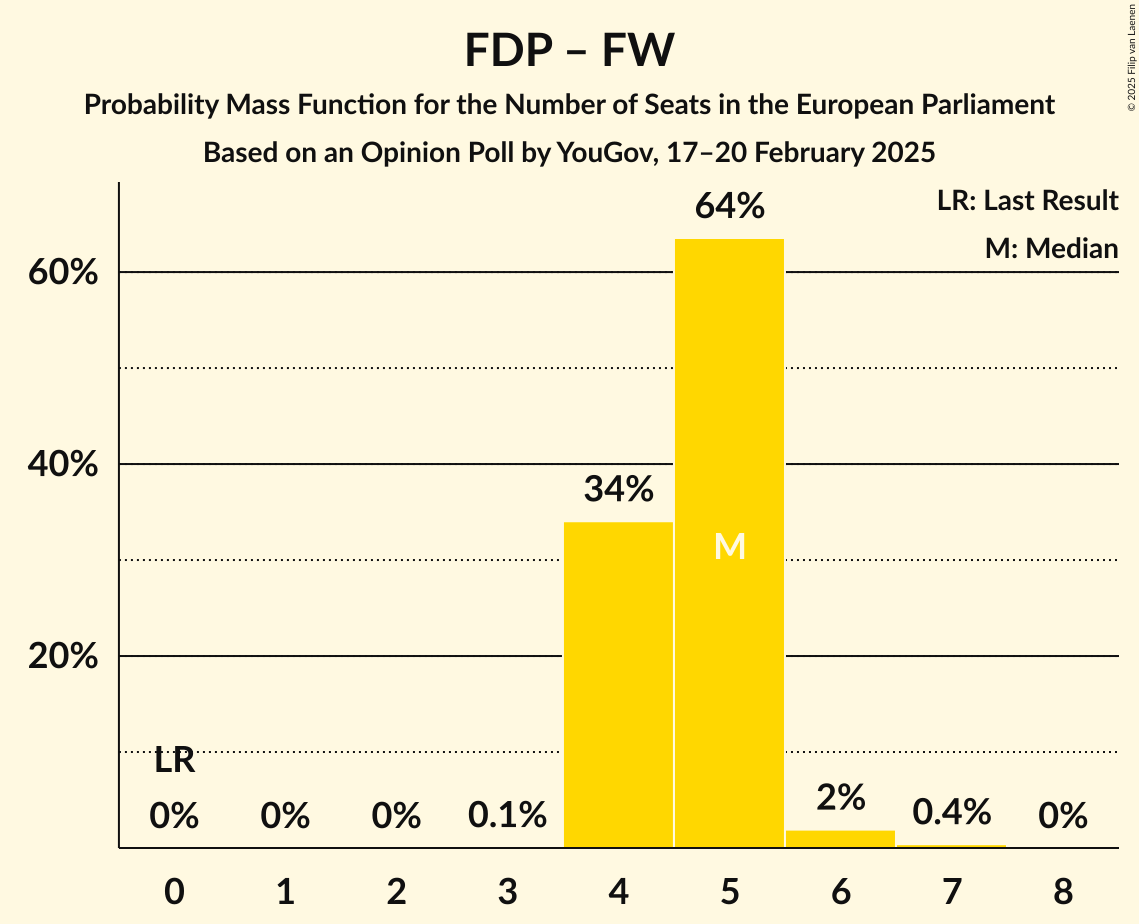 FDP – FW
Probability Mass Function for the Number of Seats in the European Parliament
Based on an Opinion Poll by YouGov, 17–20 February 2025
© 2025 Filip van Laenen
LR: Last Result
M: Median
60%
40%
20%
64%
34%
M
LR
0%
0%
0%
0.1%
2%
0.4%
0%
0
1
2
3
4
5
6
7
8